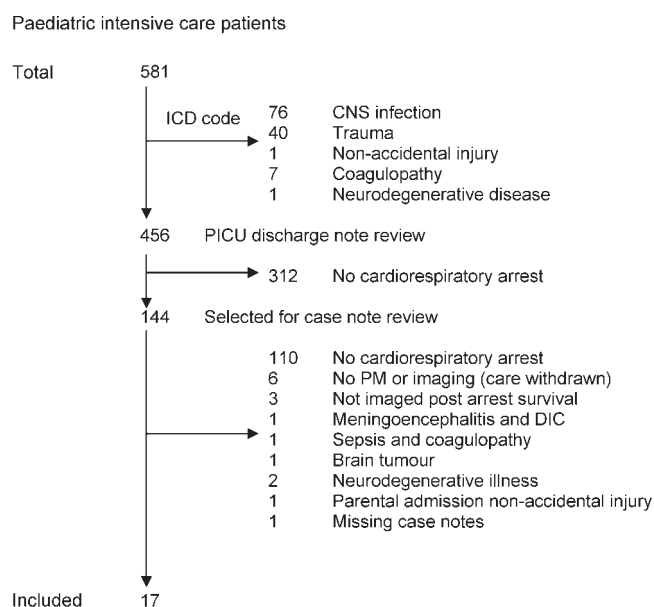 Paediatric intensive care patients
Total 581
ICD code
76 CNS infection
40 Trauma
1 Non-accidental injury
7 Coagulopathy
1 Neurodegenerative disease
456 PICU discharge note review
312 No cardiorespiratory arrest
144 Selected for case note review
110 No cardiorespiratory arrest
6 No PM or imaging (care withdrawn)
3 Not imaged post arrest survival
1 Meningoencephalitis and DIC
1 Sepsis and coagulopathy
1 Brain tumour
2 Neurodegenerative illness
1 Parental admission non-accidental injury
1 Missing case notes
Included 17